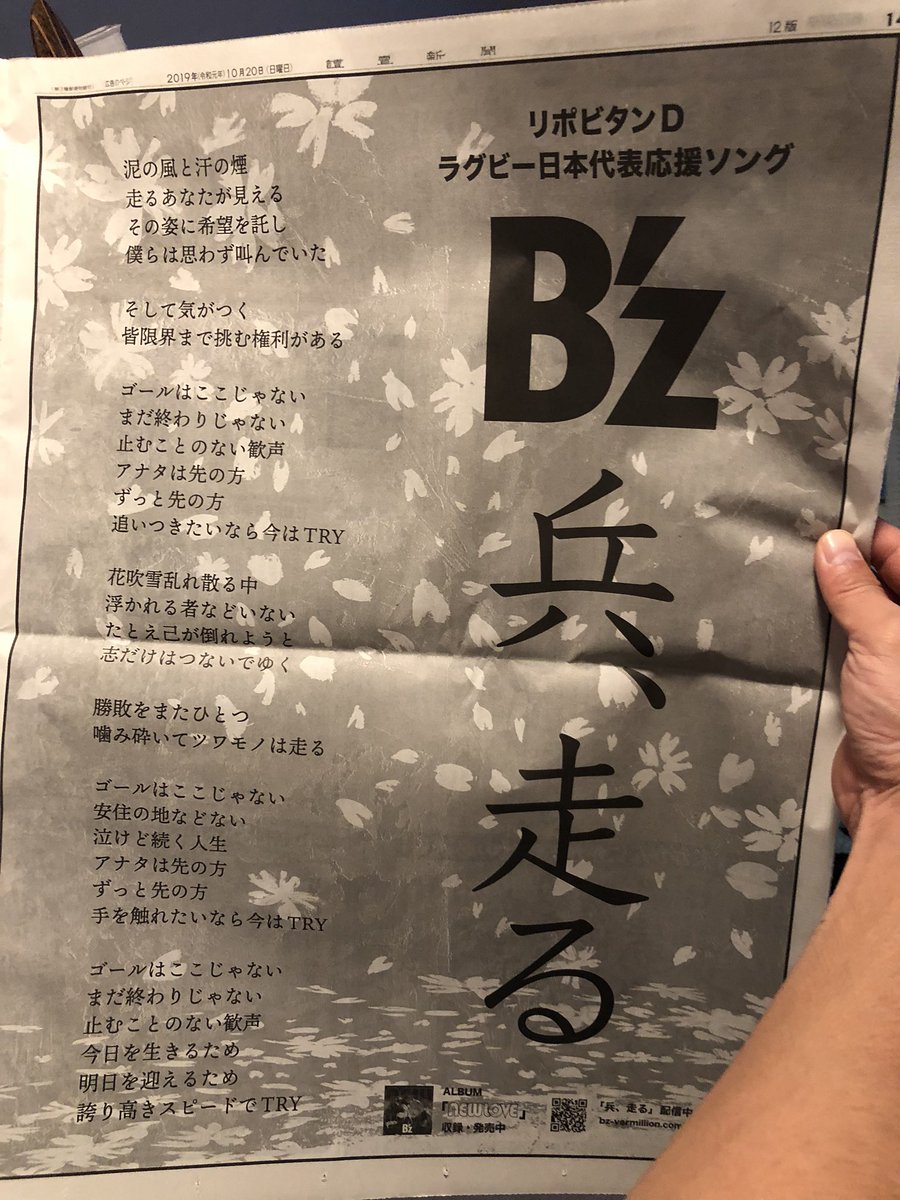 2019年(令和元年)10月20日(日曜日)
讀賣新聞
12版
リポビタンD
ラグビー日本代表応援ソング
B'z
兵、走る
泥の風と汗の煙
走るあなたが見える
その姿に希望を託し
僕らは思わず叫んでいた
そして気がつく
皆限界まで挑む権利がある
ゴールはここじゃない
まだ終わりじゃない
止むことのない歓声
アナタは先の方
ずっと先の方
追いつきたいなら今はTRY
花吹雪乱れ散る中
浮かれる者などいない
たとえ己が倒れようと
志だけはつないでゆく
勝敗をまたひとつ
噛み砕いてツワモノは走る
ゴールはここじゃない
安住の地などない
泣けど続く人生
アナタは先の方
ずっと先の方
手を触れたいなら今はTRY
ゴールはここじゃない
まだ終わりじゃない
止むことのない歓声
今日を生きるため
明日を迎えるため
誇り高きスピードでTRY
B'z
ALBUM
「NEW LOVE」
収録・発売中
「兵、走る」配信中
bz-vermillion.com